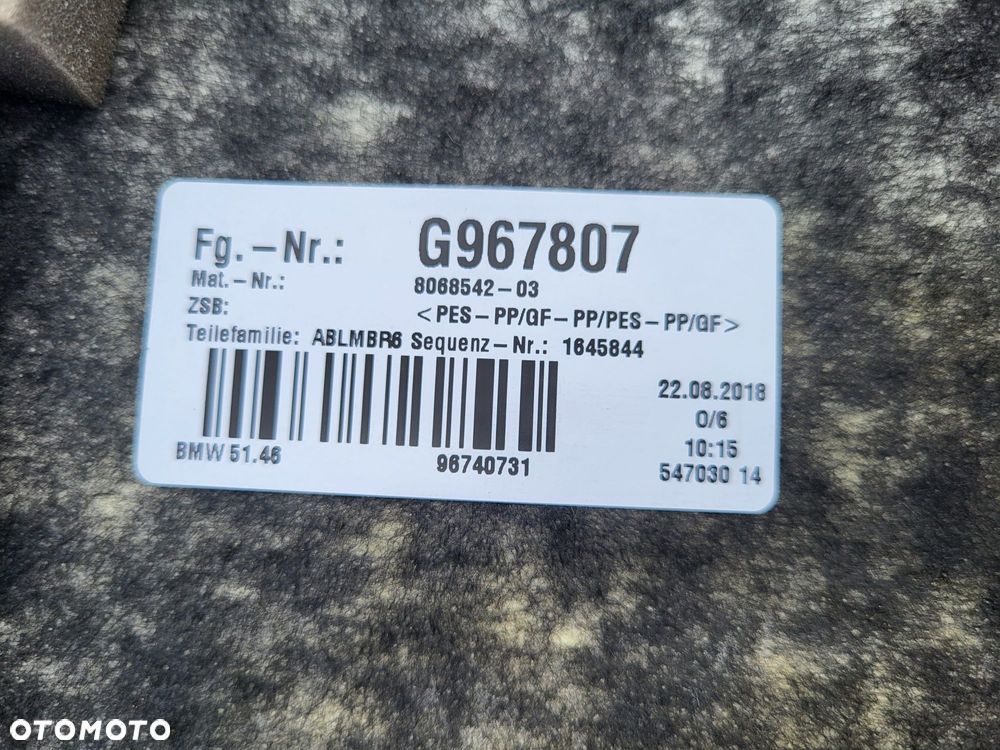 Fg.-Nr.: G967807
Mat.-Nr.: 8068542-03
ZSB: <PES-PP/GF-PP/PES-PP/GF>
Teilefamilie: ABLMBR6 Sequenz-Nr.: 1645844
22.08.2018
0/6
10:15
BMW 51.46 96740731 547030 14
OTOMOTO